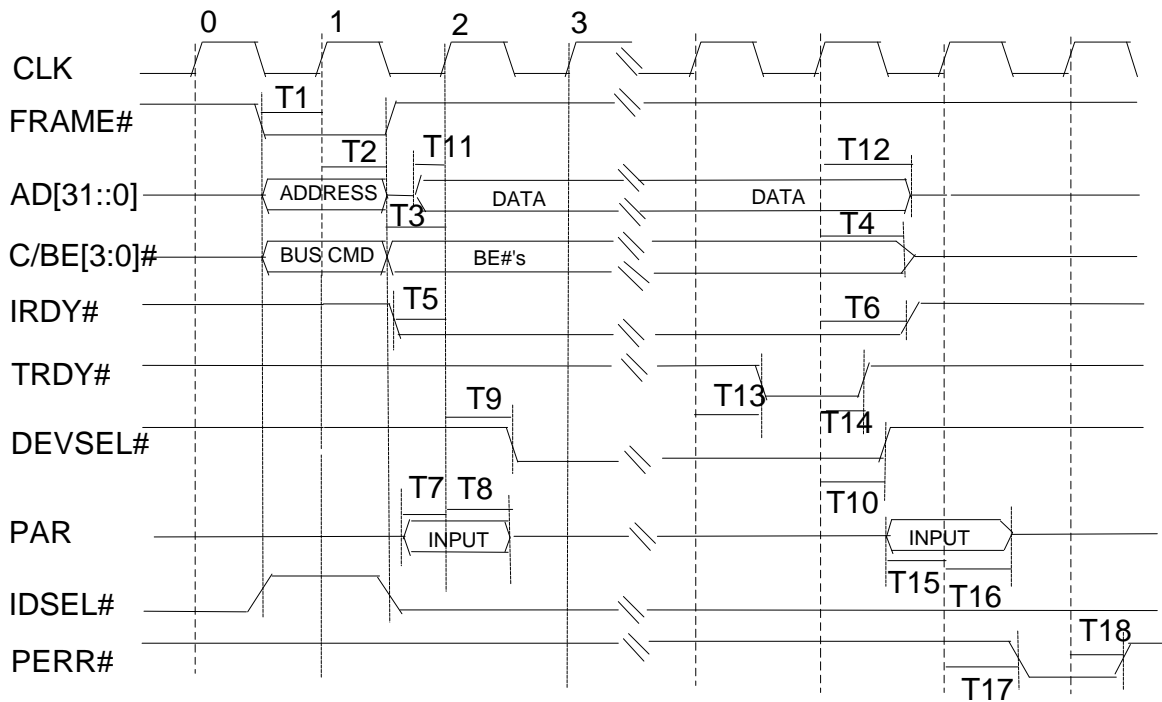 0 1 2 3
CLK
T1
FRAME#
T2 T11 T12
AD[31::0] ADDRESS DATA DATA
T3 T4
C/BE[3:0]# BUS CMD BE#'s
T5 T6
IRDY#
TRDY#
T9 T13 T14
DEVSEL#
T7 T8 T10
PAR INPUT INPUT
T15 T16
IDSEL#
T18
PERR#
T17